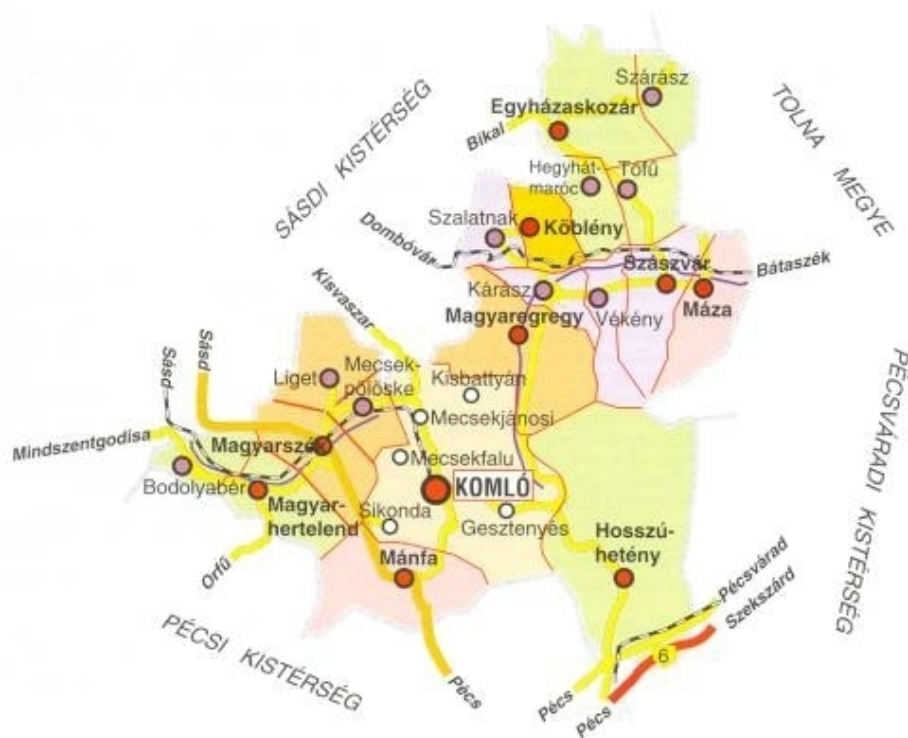 Szárász
Egyházaskozár
Bikal
TOLNA MEGYE
SÁSDI KISTÉRSÉG
Hegyhát-
maróc
Tófű
Szalatnak
Köblény
Dombóvár
Szászvár
Bátaszék
Kárász
Máza
Kisvaszar
Magyaregregy
Vékény
Sásd
Sásd
Liget
Mecsek-
pölöske
Kisbattyán
PÉCSVÁRADI KISTÉRSÉG
Mecsekjánosi
Mindszentgodisa
Magyarszék
Mecsekfalu
Bodolyabér
KOMLÓ
Magyar-
hertelend
Sikonda
Gesztenyés
Hosszú-
hetény
Orfű
Mánfa
Pécsvárad
Szekszárd
PÉCSI KISTÉRSÉG
6
Pécs
Pécs
Pécs